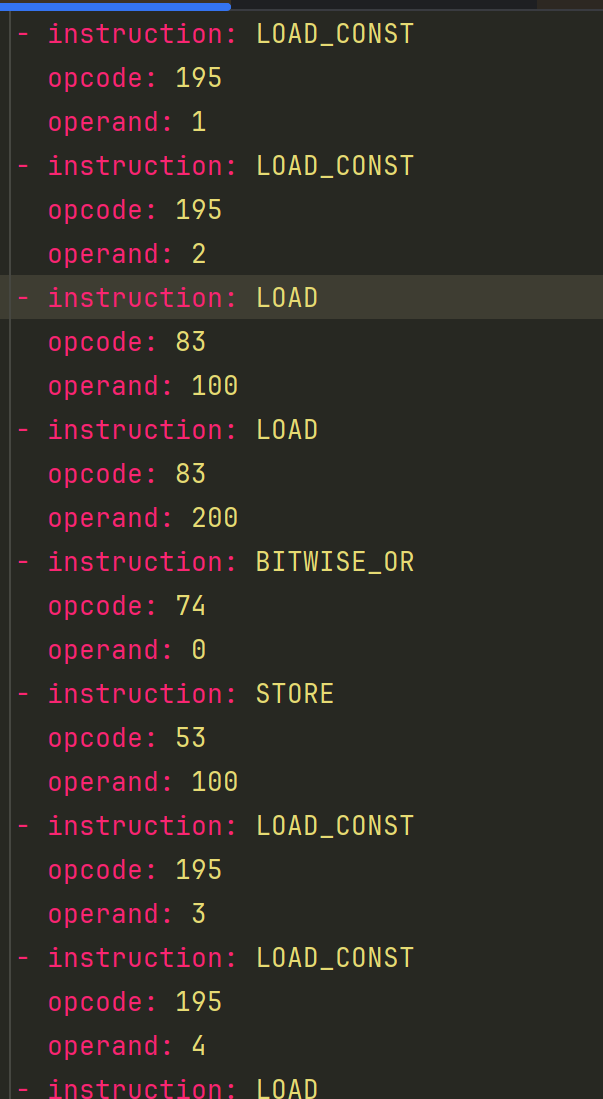 - instruction: LOAD_CONST
opcode: 195
operand: 1
- instruction: LOAD_CONST
opcode: 195
operand: 2
- instruction: LOAD
opcode: 83
operand: 100
- instruction: LOAD
opcode: 83
operand: 200
- instruction: BITWISE_OR
opcode: 74
operand: 0
- instruction: STORE
opcode: 53
operand: 100
- instruction: LOAD_CONST
opcode: 195
operand: 3
- instruction: LOAD_CONST
opcode: 195
operand: 4
- instruction: LOAD